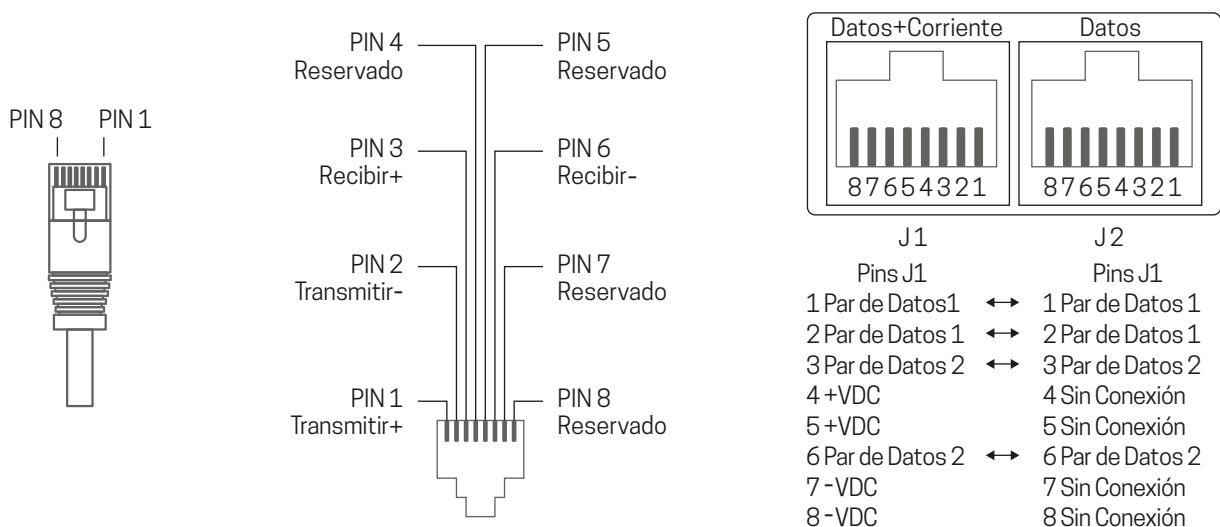 PIN 8 PIN 1
PIN 4
Reservado
PIN 5
Reservado
PIN 3
Recibir+
PIN 6
Recibir-
PIN 2
Transmitir-
PIN 7
Reservado
PIN 1
Transmitir+
PIN 8
Reservado
Datos+Corriente Datos
87654321 87654321
J1 J2
Pins J1 Pins J1
1 Par de Datos1 ↔ 1 Par de Datos 1
2 Par de Datos 1 ↔ 2 Par de Datos 1
3 Par de Datos 2 ↔ 3 Par de Datos 2
4 +VDC 4 Sin Conexión
5 +VDC 5 Sin Conexión
6 Par de Datos 2 ↔ 6 Par de Datos 2
7 -VDC 7 Sin Conexión
8 -VDC 8 Sin Conexión